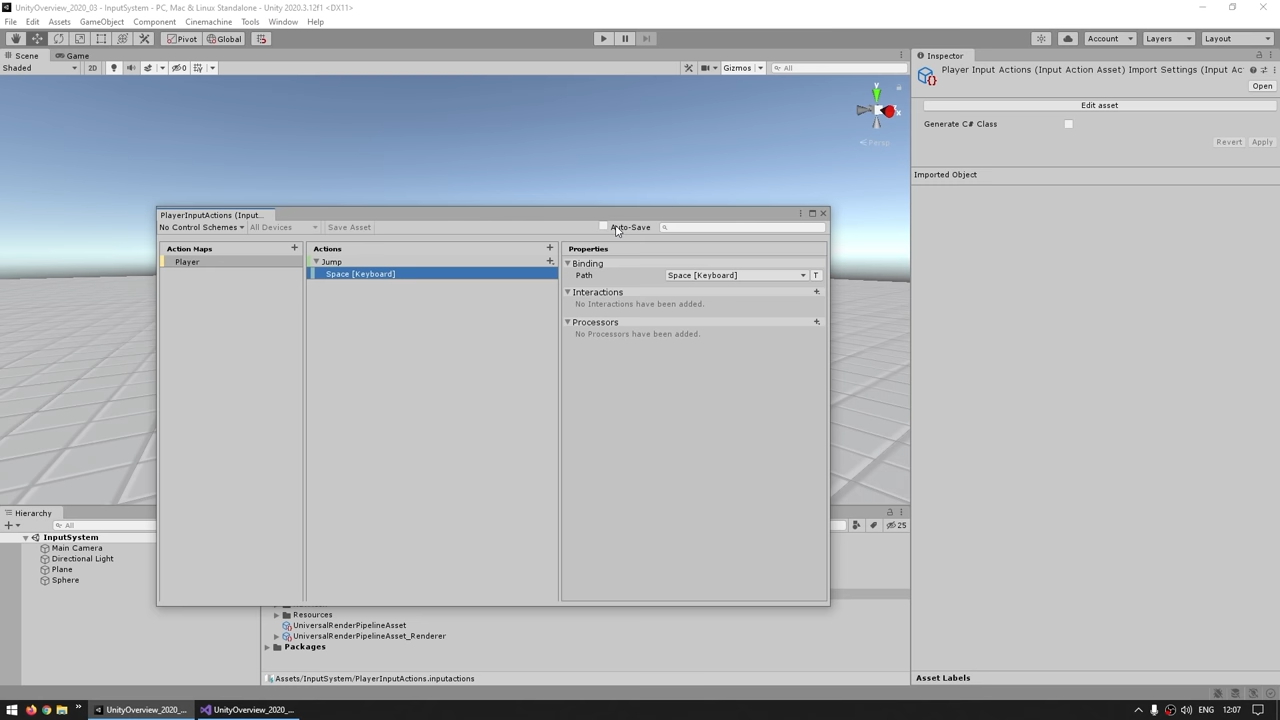 UnityOverview_2020_03 - InputSystem - PC, Mac & Linux Standalone - Unity 2020.3.12f1 <DX11>
File Edit Assets GameObject Component Cinemachine Tools Window Help
Pivot Global Account Layers Layout
Scene Game
Shaded 2D 0 Gizmos All
Inspector
Player Input Actions (Input Action Asset) Import Settings (Input Ac
Open
Edit asset
Generate C# Class
Revert Apply
Imported Object
y
x
Persp
PlayerInputActions (Input...
No Control Schemes All Devices Save Asset Auto-Save
Action Maps Actions Properties
Player
Jump
Space [Keyboard]
Binding
Path Space [Keyboard] T
Interactions
No Interactions have been added.
Processors
No Processors have been added.
Hierarchy
All
25
InputSystem
Main Camera
Directional Light
Plane
Sphere
Resources
UniversalRenderPipelineAsset
UniversalRenderPipelineAsset_Renderer
Packages
Assets/InputSystem/PlayerInputActions.inputactions
Asset Labels
UnityOverview_2020_... UnityOverview_2020_... ENG 12:07